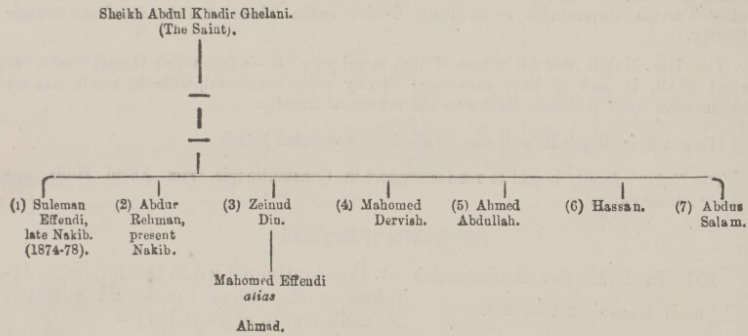 Sheikh Abdul Khadir Ghelani.
(The Saint).
(1) Suleman Effendi, late Nakib. (1874-78).
(2) Abdur Rehman, present Nakib.
(3) Zeinud Din.
(4) Mahomed Dervish.
(5) Ahmed Abdullah.
(6) Hassan.
(7) Abdus Salam.
Mahomed Effendi
alias
Ahmad.